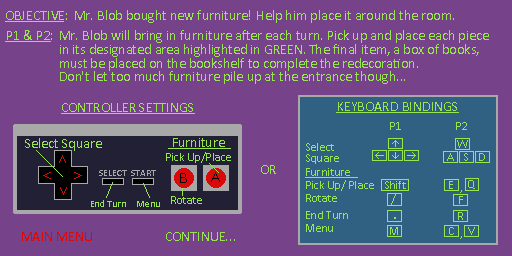 OBJECTIVE: Mr. Blob bought new furniture! Help him place it around the room.
P1 & P2: Mr. Blob will bring in furniture after each turn. Pick up and place each piece
in its designated area highlighted in GREEN. The final item, a box of books,
must be placed on the bookshelf to complete the redecoration.
Don't let too much furniture pile up at the entrance though...
CONTROLLER SETTINGS
Select Square
Furniture
Pick Up/Place
SELECT START
B A
End Turn Menu
Rotate
OR
KEYBOARD BINDINGS
P1 P2
Select
Square
↑ W
← ↓ → A S D
Furniture
Pick Up/ Place Shift E , Q
Rotate / F
End Turn . R
Menu M C , V
MAIN MENU CONTINUE...